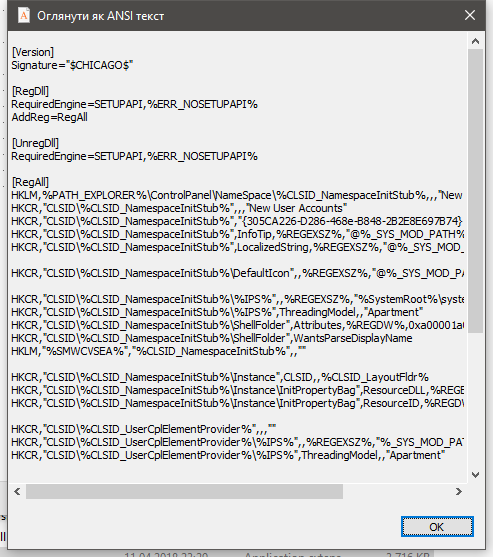 Оглянути як ANSI текст
[Version]
Signature="$CHICAGO$"
[RegDll]
RequiredEngine=SETUPAPI,%ERR_NOSETUPAPI%
AddReg=RegAll
[UnregDll]
RequiredEngine=SETUPAPI,%ERR_NOSETUPAPI%
[RegAll]
HKLM,%PATH_EXPLORER%\ControlPanel\NameSpace\%CLSID_NamespaceInitStub%,,,"New
HKCR,"CLSID\%CLSID_NamespaceInitStub%",,,"New User Accounts"
HKCR,"CLSID\%CLSID_NamespaceInitStub%","{305CA226-D286-468e-B848-2B2E8E697B74}
HKCR,"CLSID\%CLSID_NamespaceInitStub%",InfoTip,%REGEXSZ%,"@%_SYS_MOD_PATH%
HKCR,"CLSID\%CLSID_NamespaceInitStub%",LocalizedString,%REGEXSZ%,"@%_SYS_MOD_
HKCR,"CLSID\%CLSID_NamespaceInitStub%\DefaultIcon",,%REGEXSZ%,"@%_SYS_MOD_PA
HKCR,"CLSID\%CLSID_NamespaceInitStub%\%IPS%",,%REGEXSZ%,"%SystemRoot%\system
HKCR,"CLSID\%CLSID_NamespaceInitStub%\%IPS%",ThreadingModel,,"Apartment"
HKCR,"CLSID\%CLSID_NamespaceInitStub%\ShellFolder",Attributes,%REGDW%,0xa00001a0
HKCR,"CLSID\%CLSID_NamespaceInitStub%\ShellFolder",WantsParseDisplayName
HKLM,"%SMWCVSEA%","%CLSID_NamespaceInitStub%",,""
HKCR,"CLSID\%CLSID_NamespaceInitStub%\Instance",CLSID,,%CLSID_LayoutFldr%
HKCR,"CLSID\%CLSID_NamespaceInitStub%\Instance\InitPropertyBag",ResourceDLL,%REGE
HKCR,"CLSID\%CLSID_NamespaceInitStub%\Instance\InitPropertyBag",ResourceID,%REGD
HKCR,"CLSID\%CLSID_UserCplElementProvider%",,,""
HKCR,"CLSID\%CLSID_UserCplElementProvider%\%IPS%",,%REGEXSZ%,"%_SYS_MOD_PAT
HKCR,"CLSID\%CLSID_UserCplElementProvider%\%IPS%",ThreadingModel,,"Apartment"
OK